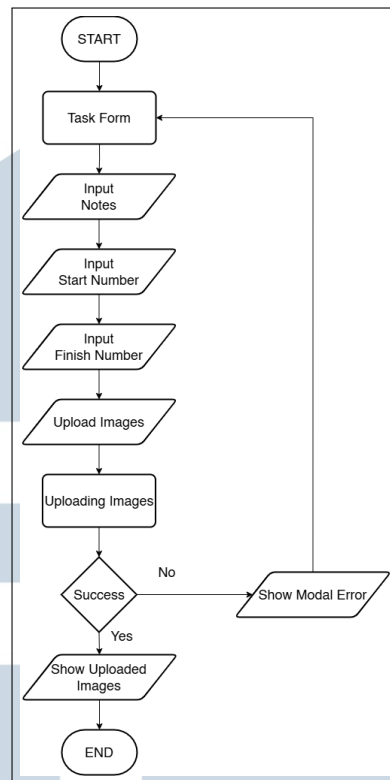 START
Task Form
Input
Notes
Input
Start Number
Input
Finish Number
Upload Images
Uploading Images
Success
No
Show Modal Error
Yes
Show Uploaded
Images
END